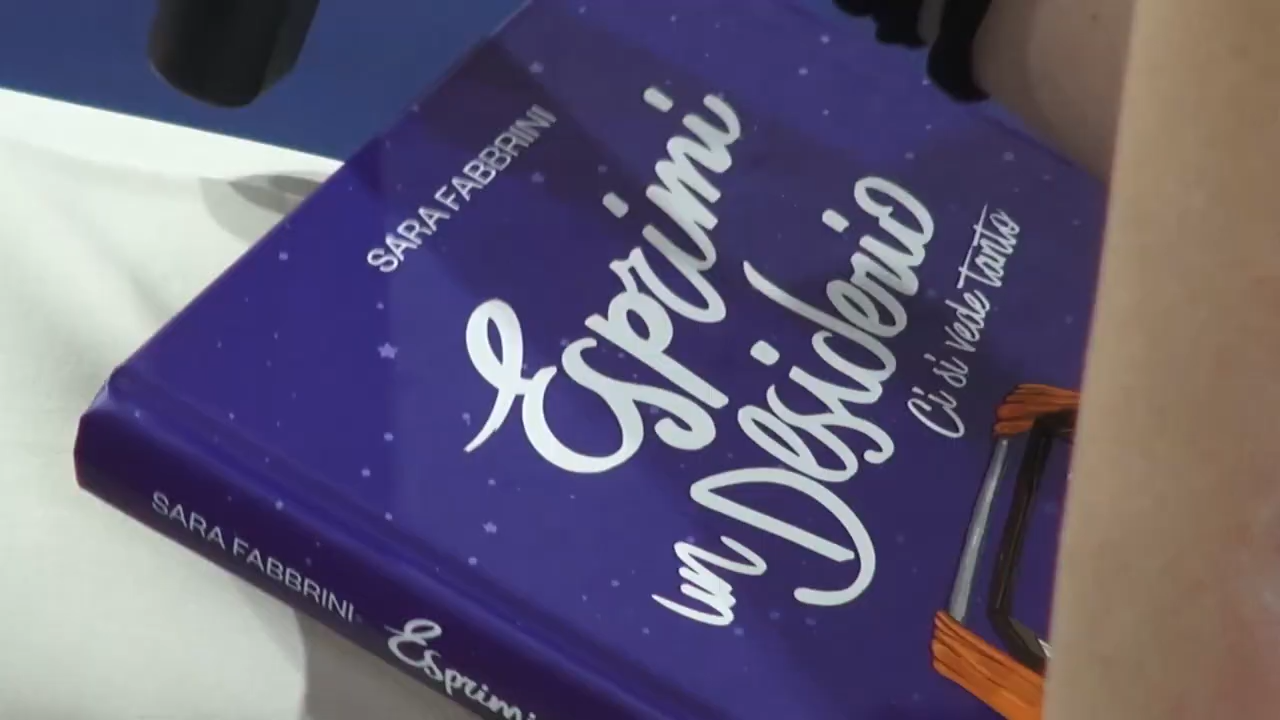 SARA FABBRINI
Esprimi
un Desiderio
Ci si vede tanto
SARA FABBRINI
Esprimi